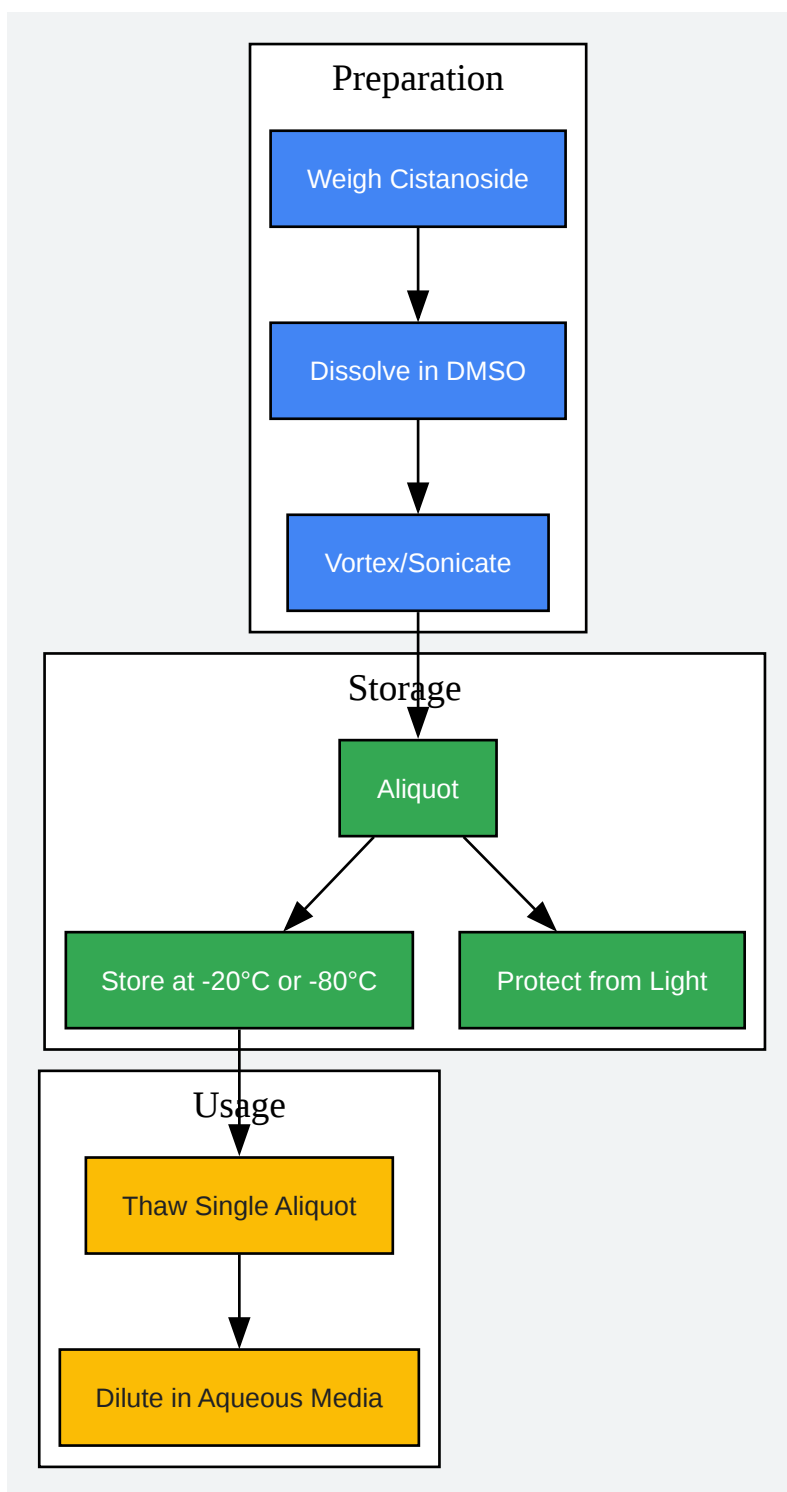 Preparation
Weigh Cistanoside
Dissolve in DMSO
Vortex/Sonicate
Storage
Aliquot
Store at -20°C or -80°C
Protect from Light
Usage
Thaw Single Aliquot
Dilute in Aqueous Media